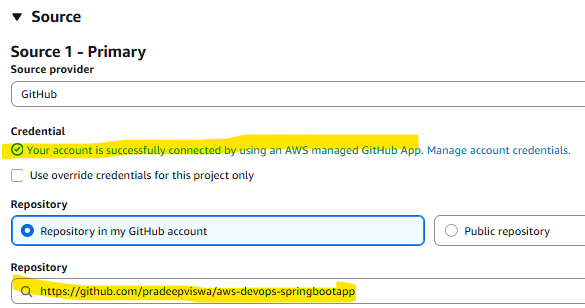 Source
Source 1 - Primary
Source provider
GitHub
Credential
Your account is successfully connected by using an AWS managed GitHub App. Manage account credentials.
Use override credentials for this project only
Repository
Repository in my GitHub account
Public repository
Repository
https://github.com/pradeepviswa/aws-devops-springbootapp